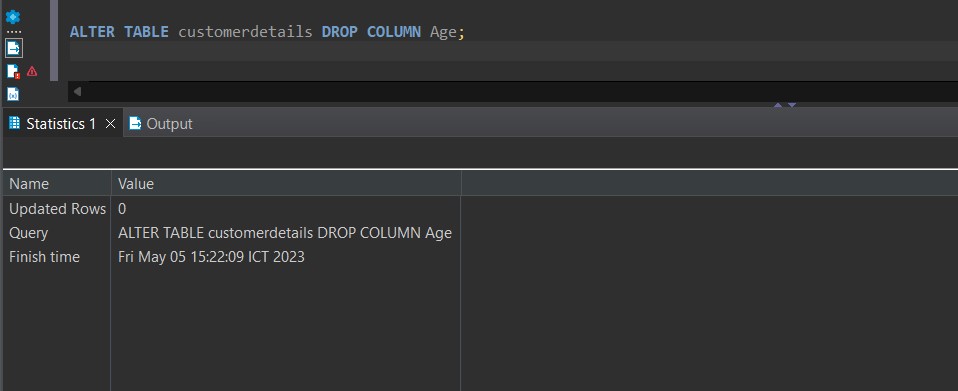 ALTER TABLE customerdetails DROP COLUMN Age;
Statistics 1 Output
Name Value
Updated Rows 0
Query ALTER TABLE customerdetails DROP COLUMN Age
Finish time Fri May 05 15:22:09 ICT 2023